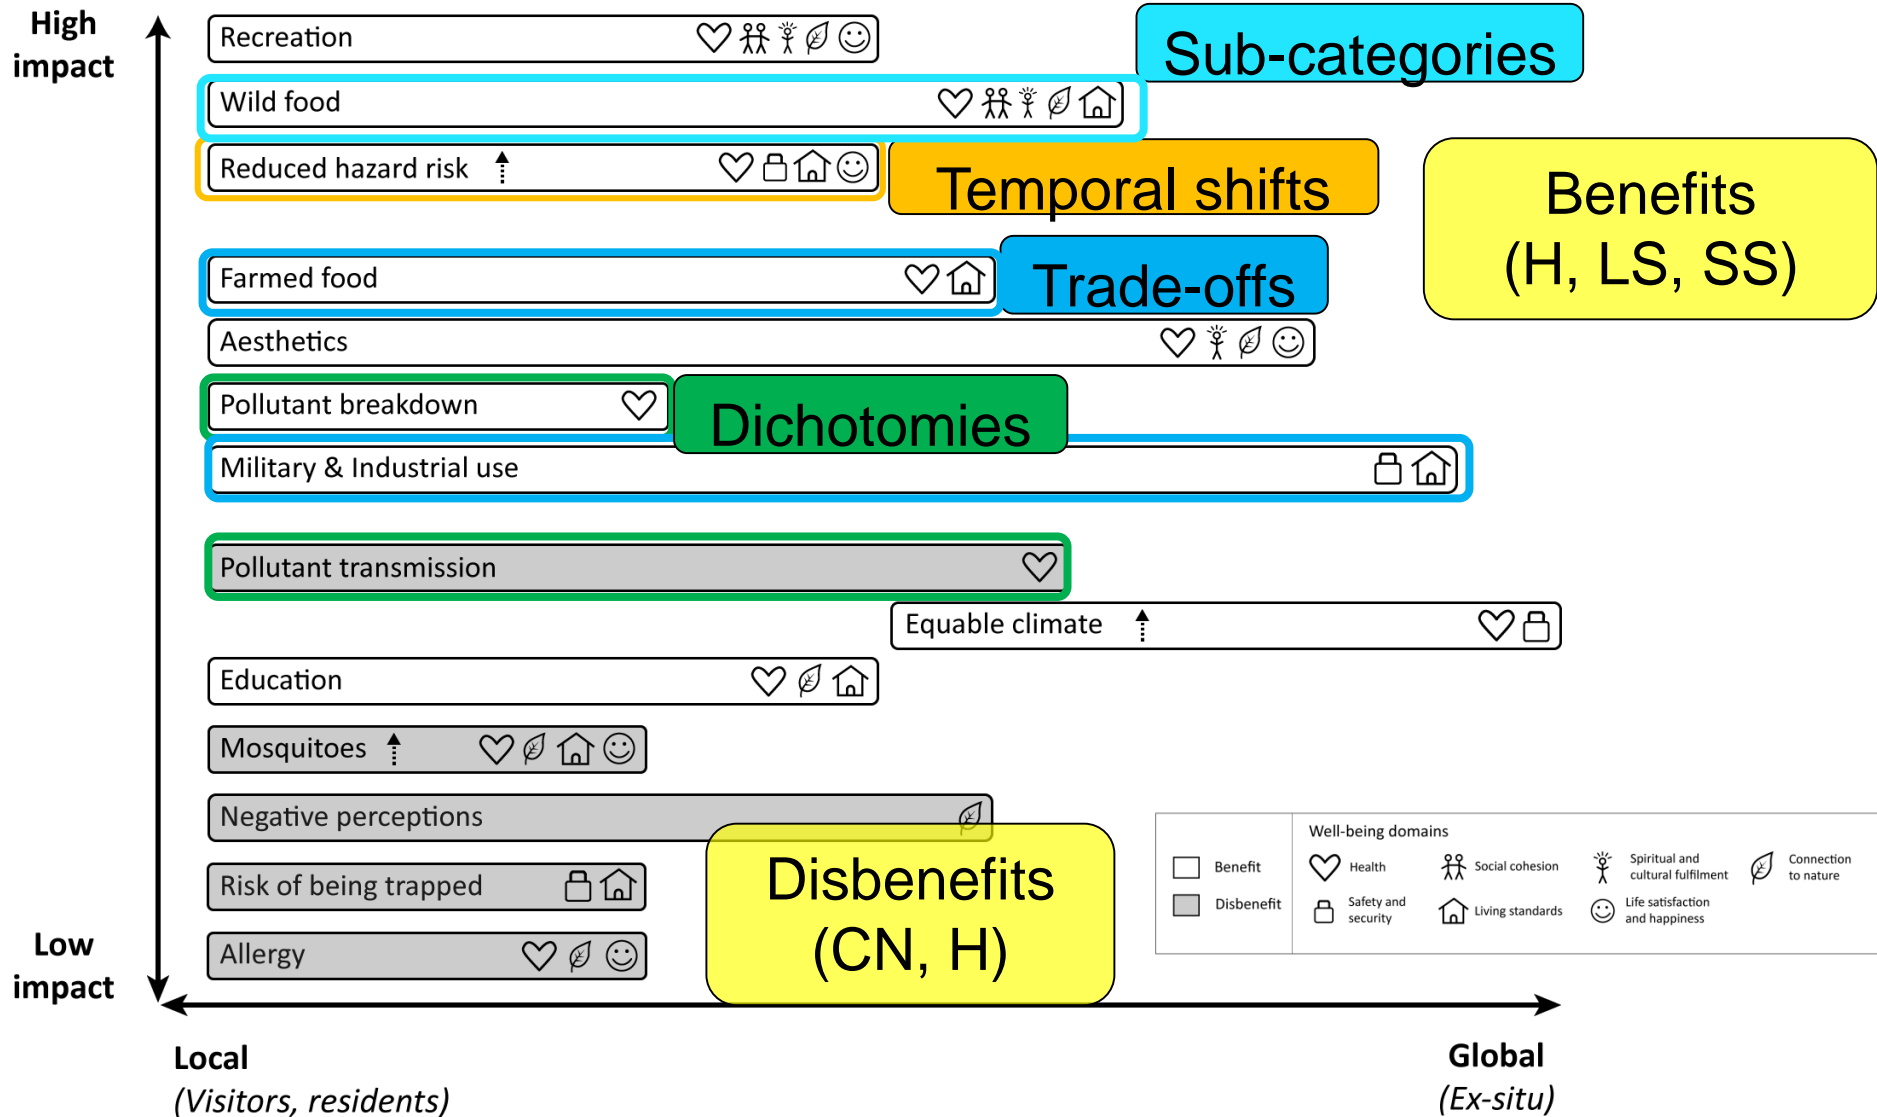 High
impact
Recreation
Sub-categories
Wild food
Reduced hazard risk
Temporal shifts
Benefits
(H, LS, SS)
Farmed food
Trade-offs
Aesthetics
Pollutant breakdown
Dichotomies
Military & Industrial use
Pollutant transmission
Equable climate
Education
Mosquitoes
Negative perceptions
Risk of being trapped
Allergy
Disbenefits
(CN, H)
Well-being domains
Benefit
Health
Social cohesion
Spiritual and
cultural fulfilment
Connection
to nature
Disbenefit
Safety and
security
Living standards
Life satisfaction
and happiness
Low
impact
Local
(Visitors, residents)
Global
(Ex-situ)